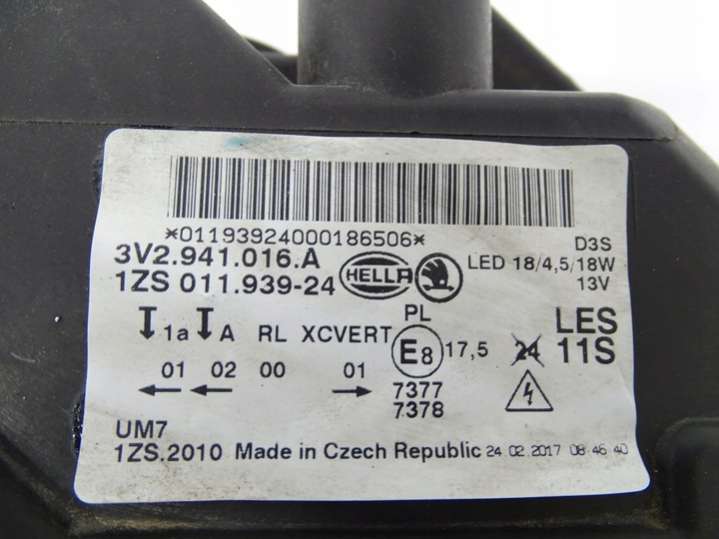 *011939240001 86506*
3V2.941.016.A
1ZS 011.939-24
HELLA
D3S
LED 18/4,5/18W
13V
PL
LES
1a A RL XCVERT
E8 17,5 24 11S
01 02 00 01
7377
7378
UM7
1ZS.2010 Made in Czech Republic 24.02.2017 08 46 40